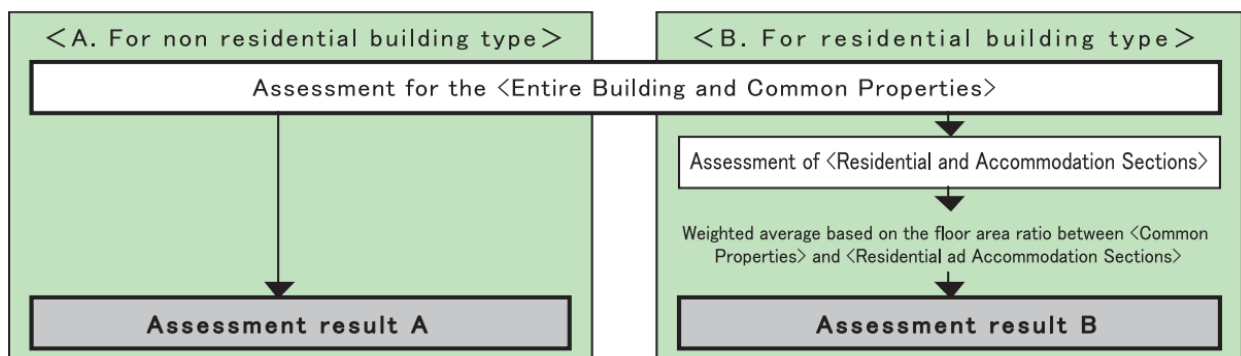 <A. For non residential building type>
<B. For residential building type>
Assessment for the <Entire Building and Common Properties>
Assessment of <Residential and Accommodation Sections>
Weighted average based on the floor area ratio between <Common
Properties> and <Residential ad Accommodation Sections>
Assessment result A
Assessment result B